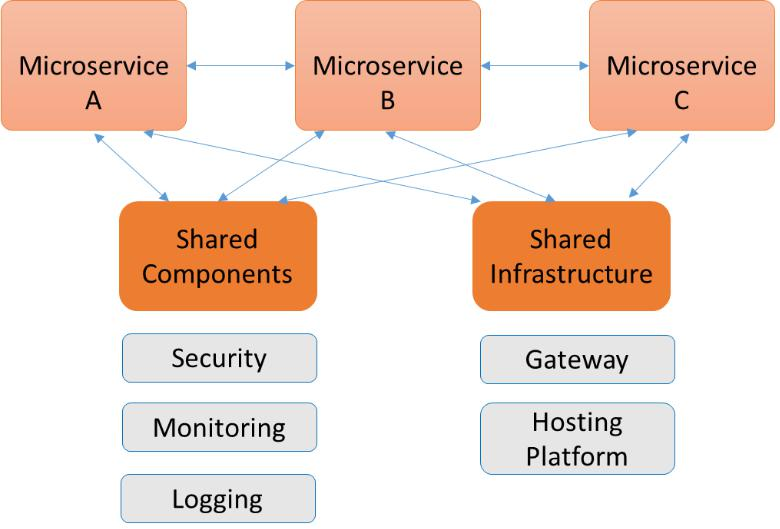 Microservice
A
Microservice
B
Microservice
C
Shared
Components
Shared
Infrastructure
Security
Gateway
Monitoring
Hosting
Platform
Logging